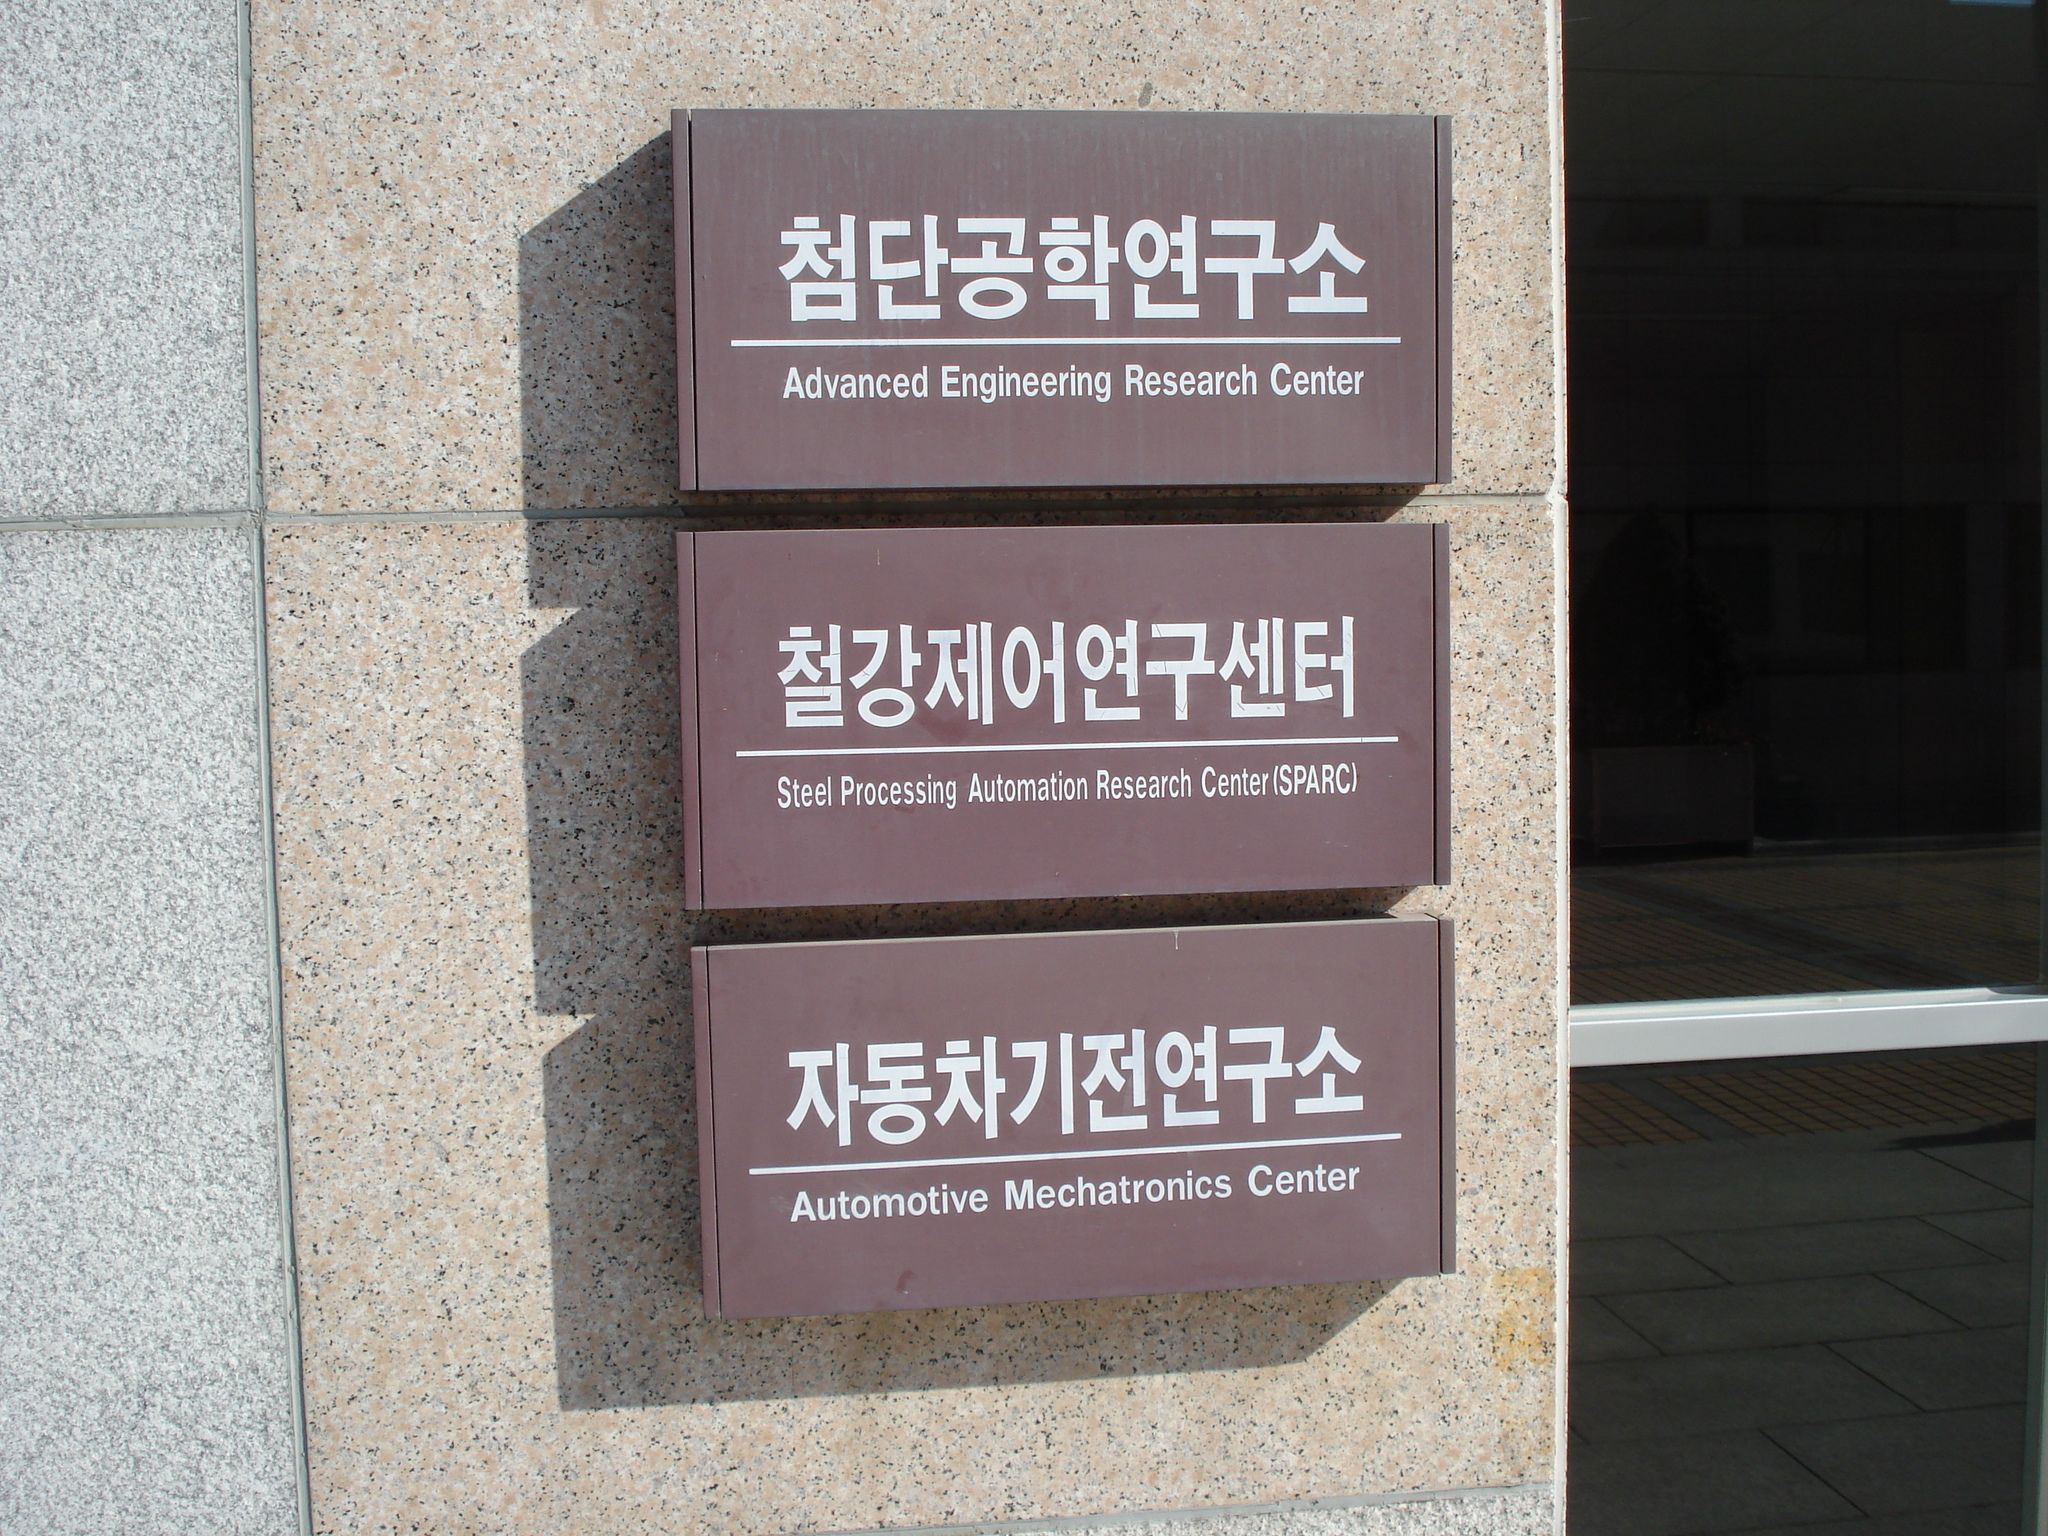 첨단공학연구소
Advanced Engineering Research Center
철강제어연구센터
Steel Processing Automation Research Center (SPARC)
자동차기전연구소
Automotive Mechatronics Center